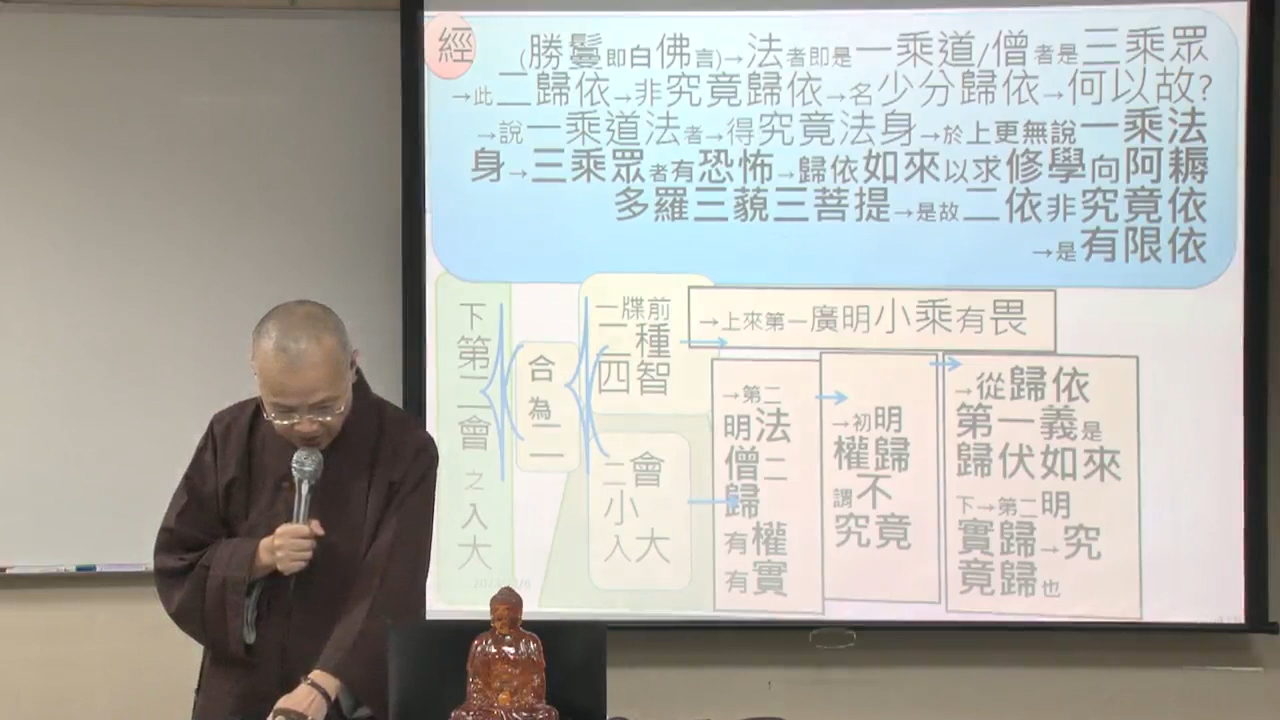 經
(勝鬘即白佛言)→法者即是一乘道/僧者是三乘眾
→此二歸依→非究竟歸依→名少分歸依→何以故?
→說一乘道法者→得究竟法身→於上更無說一乘法
身→三乘眾者有恐怖→歸依如來以求修學向阿耨
多羅三藐三菩提→是故二依非究竟依
→是有限依
下
第
二
會
之
入
大
合
為
二
一牒前
二種
四智
二會
小
入大
→上來第一廣明小乘有畏
→第二
明法
僧二
歸
有權
有實
→初明
權歸
謂不
究竟
→從歸依
第一義是
歸伏如來
下→第二明
實歸→究
竟歸也